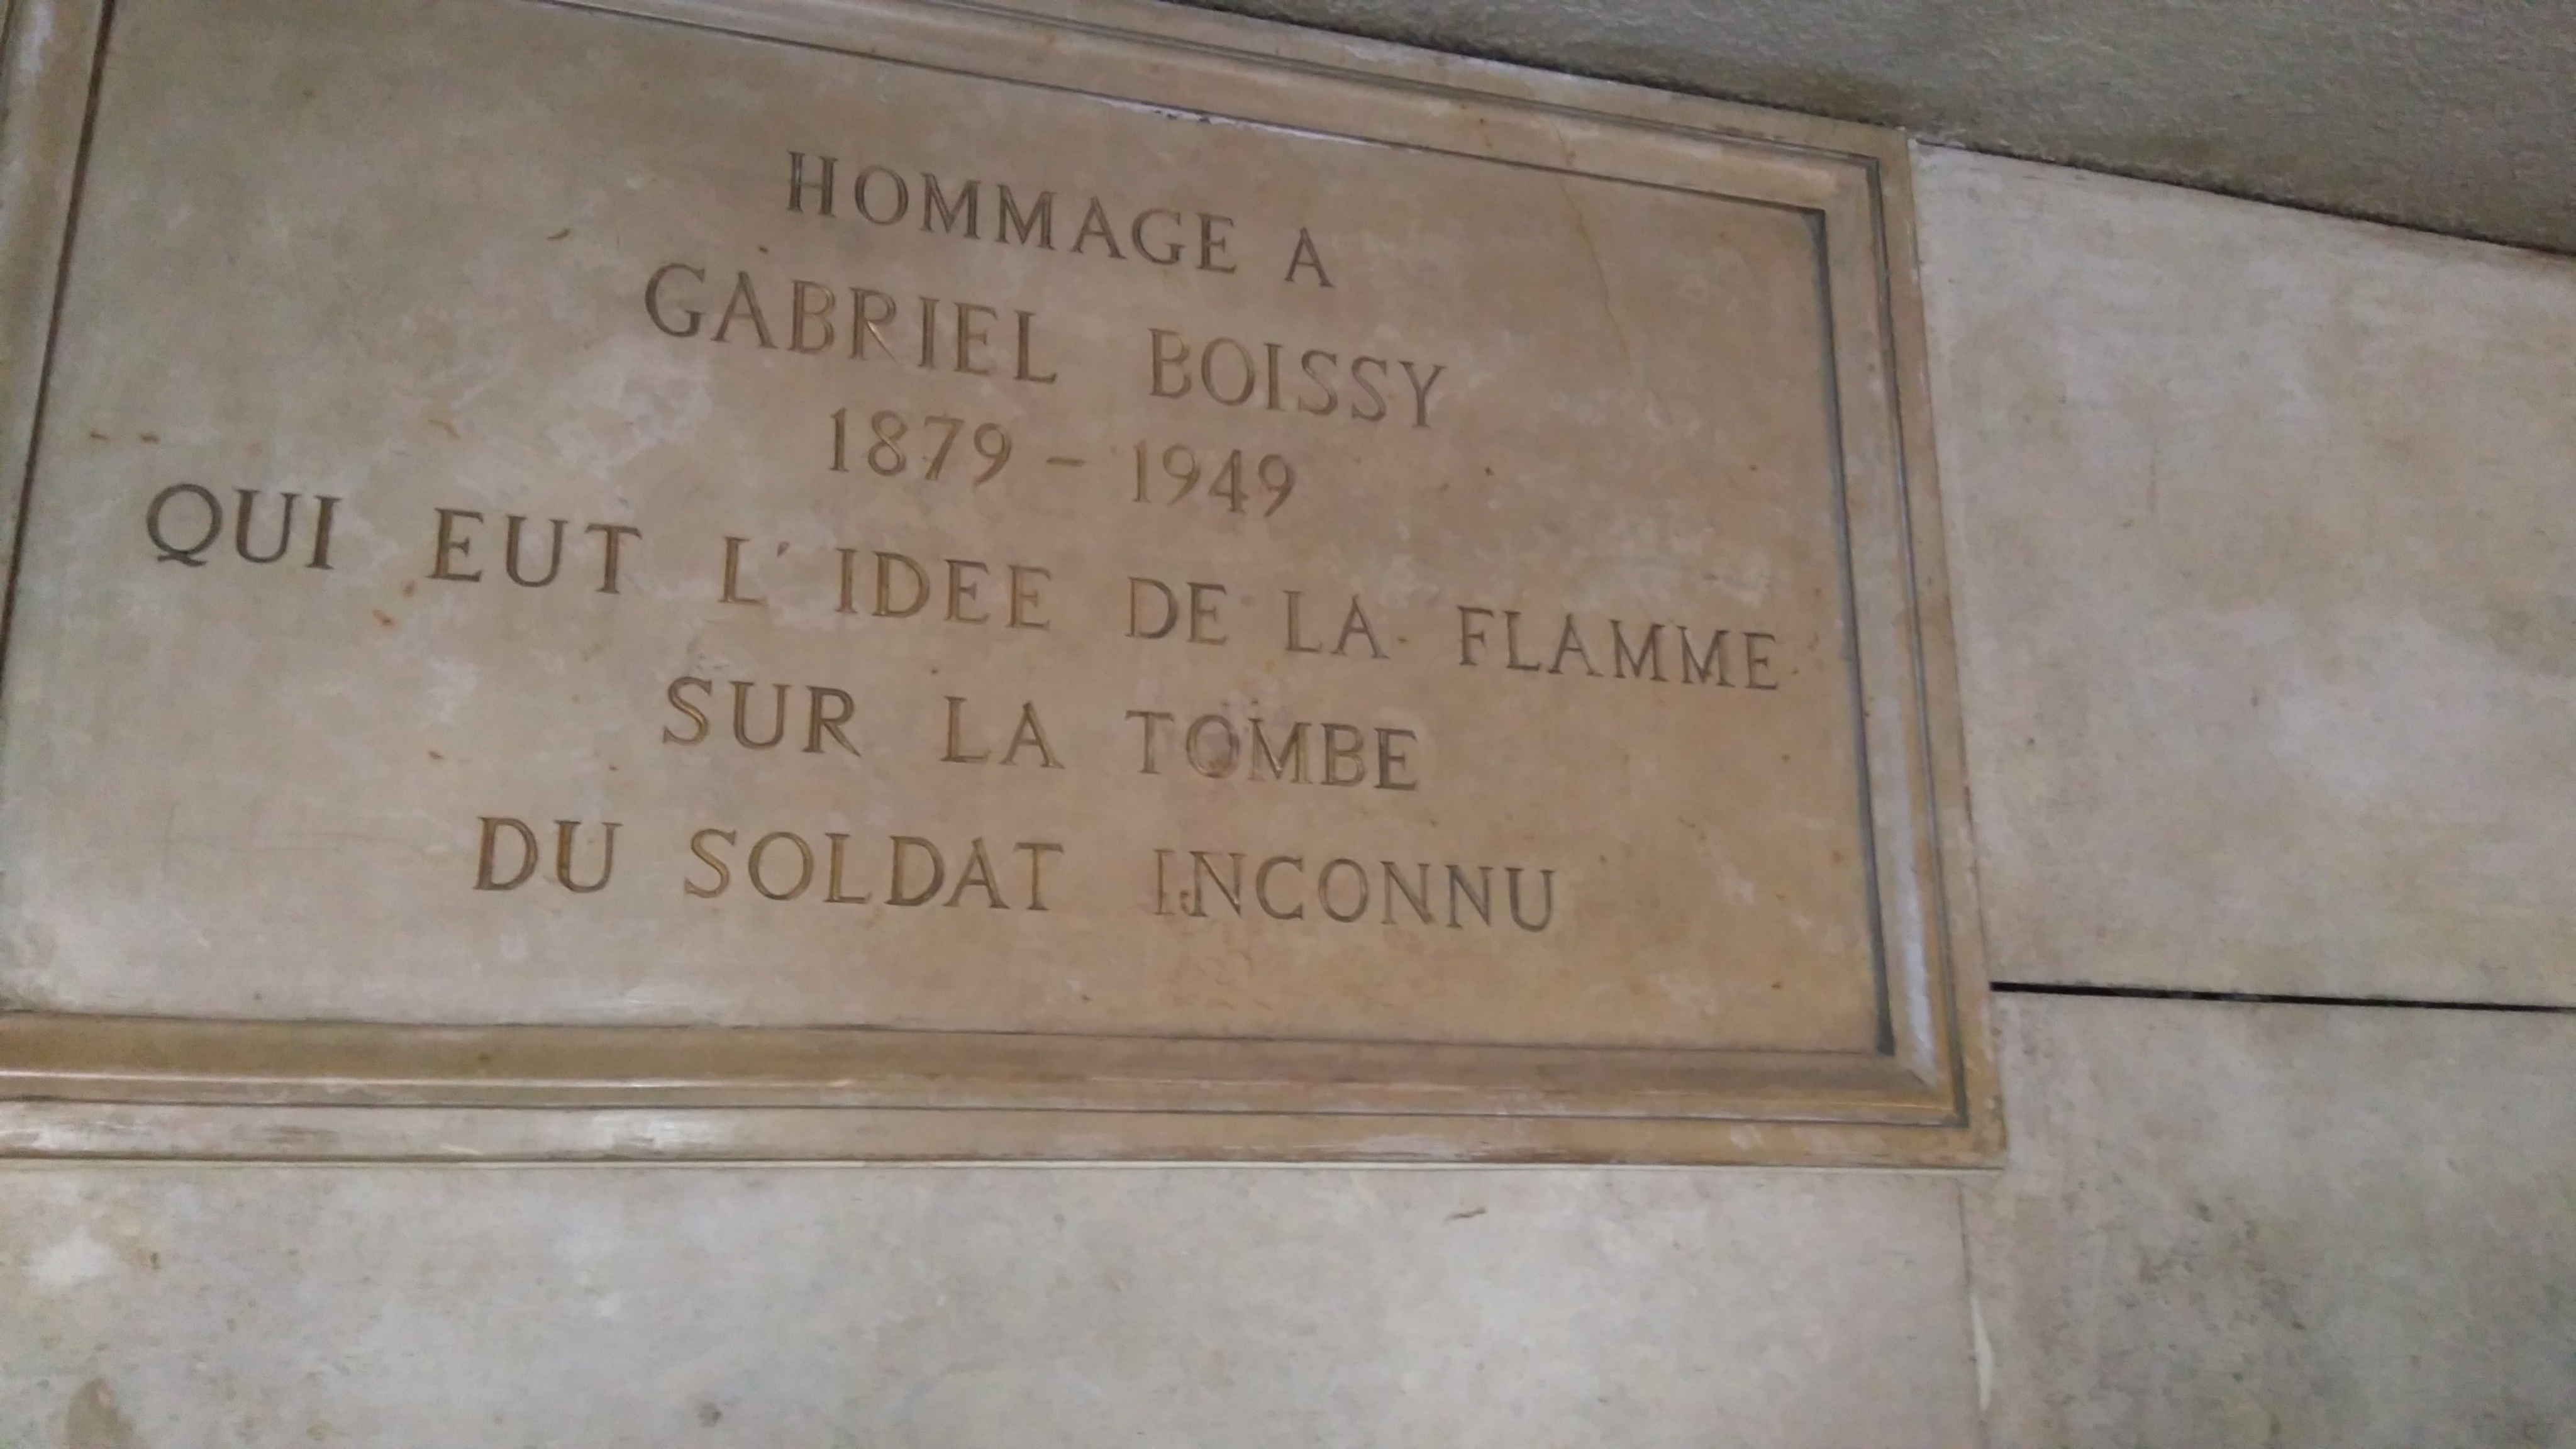 HOMMAGE A
GABRIEL BOISSY
1879 - 1949
QUI EUT L'IDEE DE LA FLAMME
SUR LA TOMBE
DU SOLDAT INCONNU